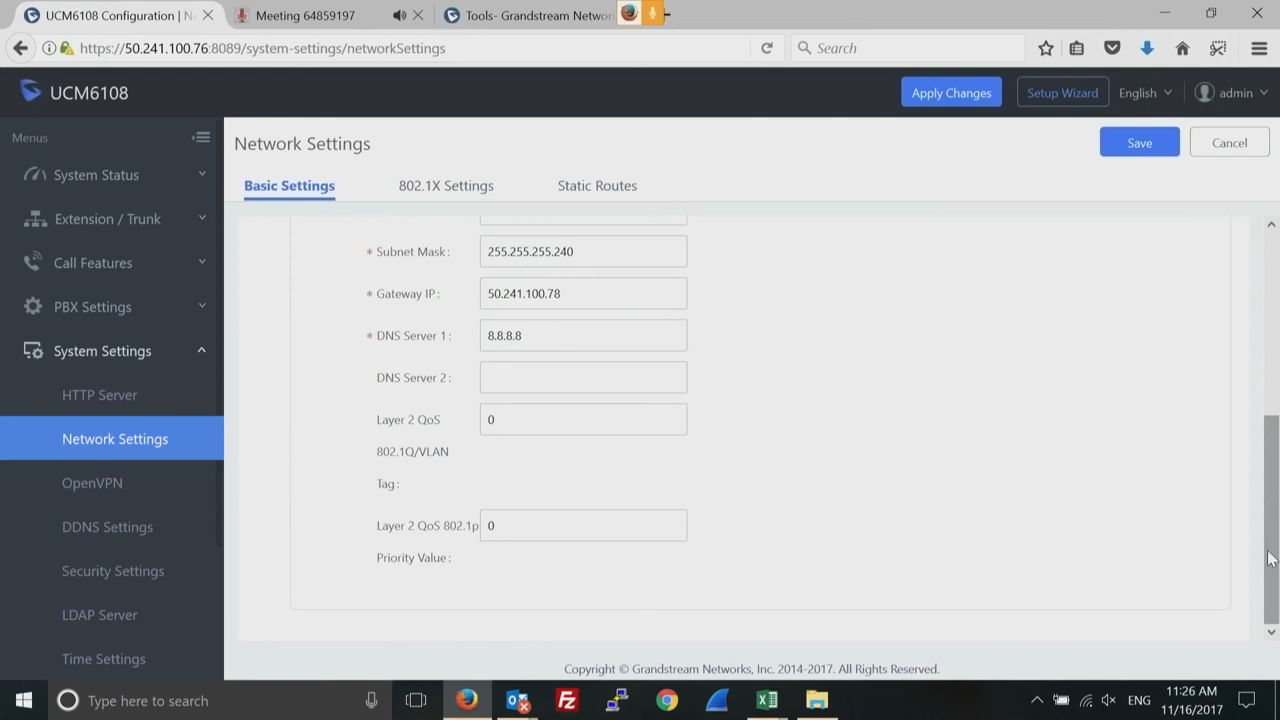 UCM6108 Configuration | N
Meeting 64859197
Tools- Grandstream Networ
https://50.241.100.76:8089/system-settings/networkSettings
Search
UCM6108
Apply Changes
Setup Wizard
English
admin
Menus
System Status
Extension / Trunk
Call Features
PBX Settings
System Settings
HTTP Server
Network Settings
OpenVPN
DDNS Settings
Security Settings
LDAP Server
Time Settings
Network Settings
Save
Cancel
Basic Settings
802.1X Settings
Static Routes
* Subnet Mask :
255.255.255.240
* Gateway IP :
50.241.100.78
* DNS Server 1 :
8.8.8.8
DNS Server 2 :
Layer 2 QoS
802.1Q/VLAN
Tag :
0
Layer 2 QoS 802.1p
Priority Value :
0
Copyright © Grandstream Networks, Inc. 2014-2017. All Rights Reserved.
Type here to search
ENG
11:26 AM
11/16/2017